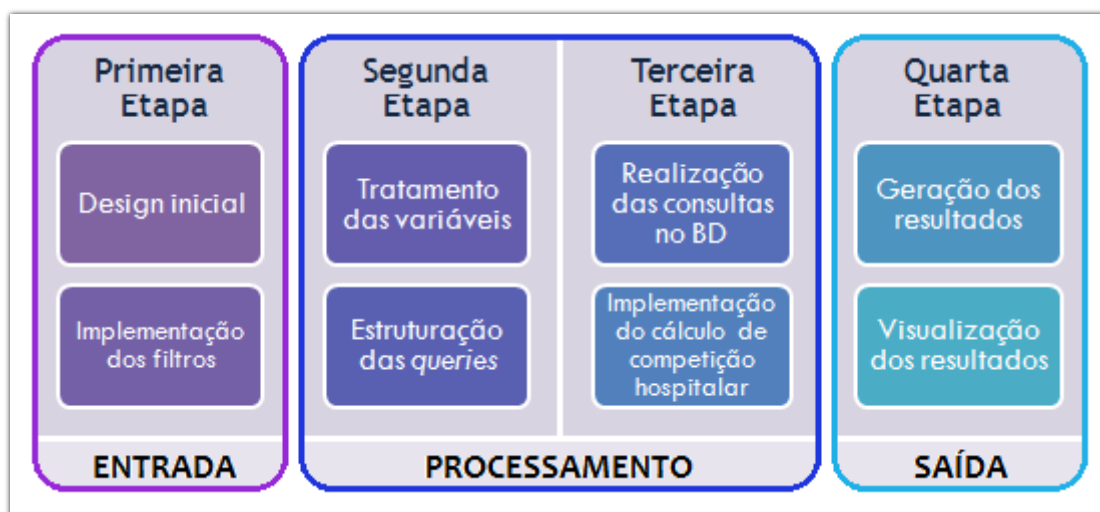 Primeira
Etapa
Design inicial
Implementação
dos filtros
ENTRADA
Segunda
Etapa
Tratamento
das variáveis
Estruturação
das queries
Terceira
Etapa
Realização
das consultas
no BD
Implementação
do cálculo de
competição
hospitalar
PROCESSAMENTO
Quarta
Etapa
Geração dos
resultados
Visualização
dos resultados
SAÍDA